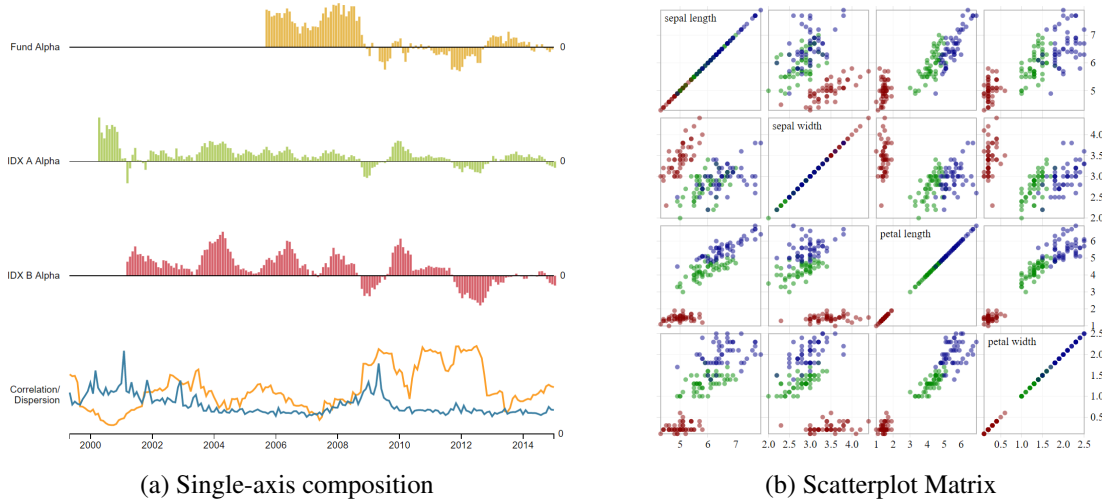 Fund Alpha
0
IDX A Alpha
0
IDX B Alpha
0
Correlation/
Dispersion
0
2000 2002 2004 2006 2008 2010 2012 2014
(a) Single-axis composition
sepal length
7
6
5
sepal width
4.0
3.5
3.0
2.5
2.0
petal length
6
5
4
3
2
1
petal width
2.5
2.0
1.5
1.0
0.5
5 6 7 2.0 2.5 3.0 3.5 4.0 1 2 3 4 5 6 0.5 1.0 1.5 2.0 2.5
(b) Scatterplot Matrix